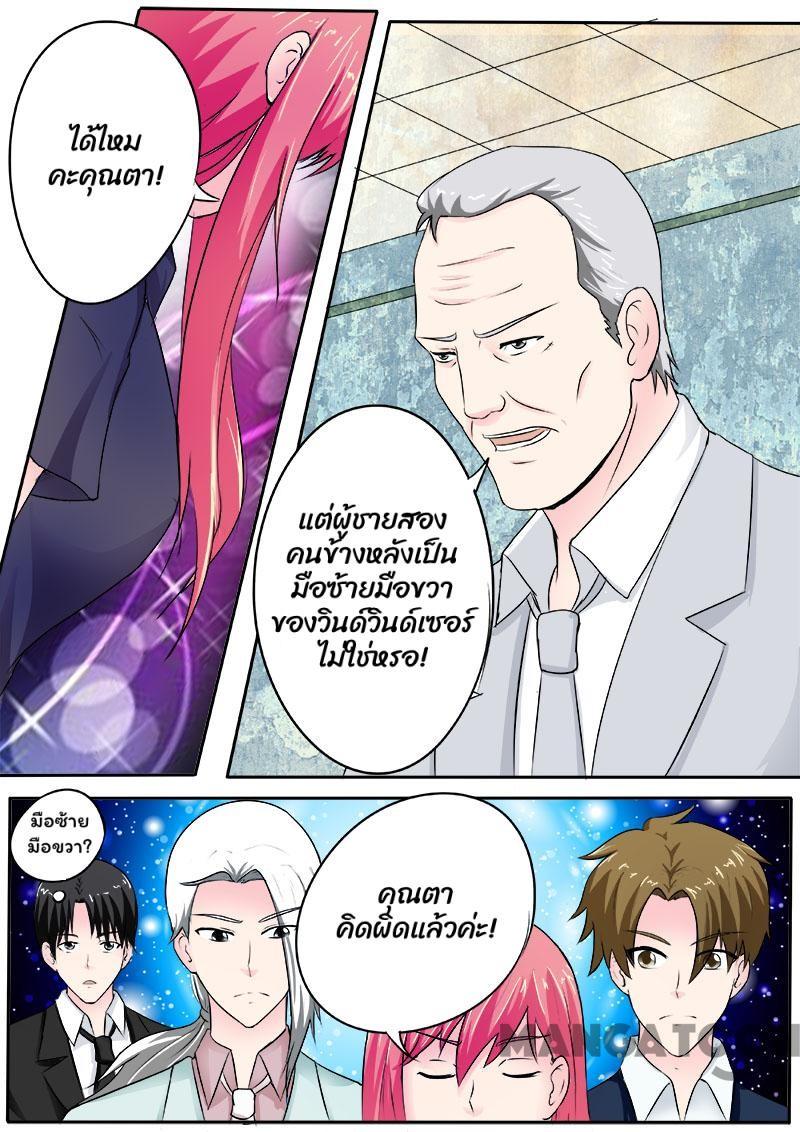 ได้ไหม
คะคุณตา!
แต่ผู้ชายสอง
คนข้างหลังเป็น
มือซ้ายมือขวา
ของวินด์วินด์เซอร์
ไม่ใช่หรอ!
มือซ้าย
มือขวา?
คุณตา
คิดผิดแล้วค่ะ!